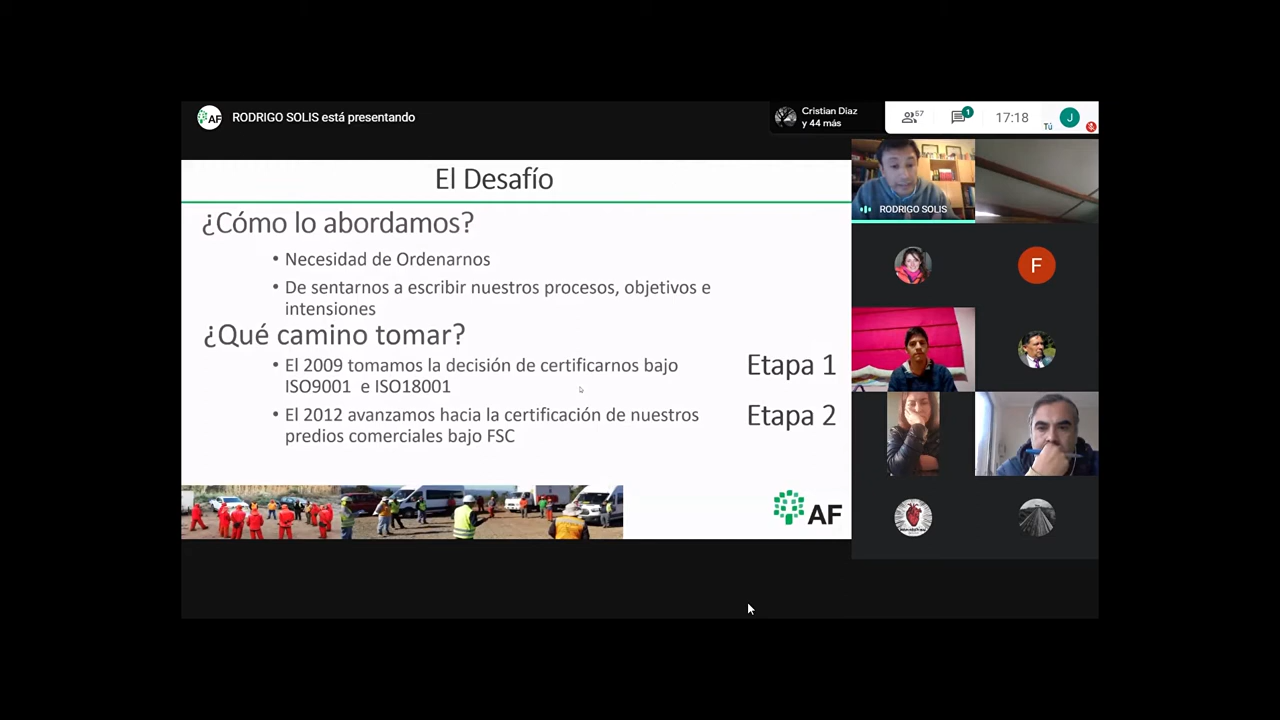 AF
RODRIGO SOLIS está presentando
Cristian Diaz
y 44 más
57
1
17:18
Tú
J
El Desafío
¿Cómo lo abordamos?
• Necesidad de Ordenarnos
• De sentarnos a escribir nuestros procesos, objetivos e
intensiones
¿Qué camino tomar?
• El 2009 tomamos la decisión de certificarnos bajo
ISO9001 e ISO18001
Etapa 1
• El 2012 avanzamos hacia la certificación de nuestros
predios comerciales bajo FSC
Etapa 2
AF
RODRIGO SOLIS
F